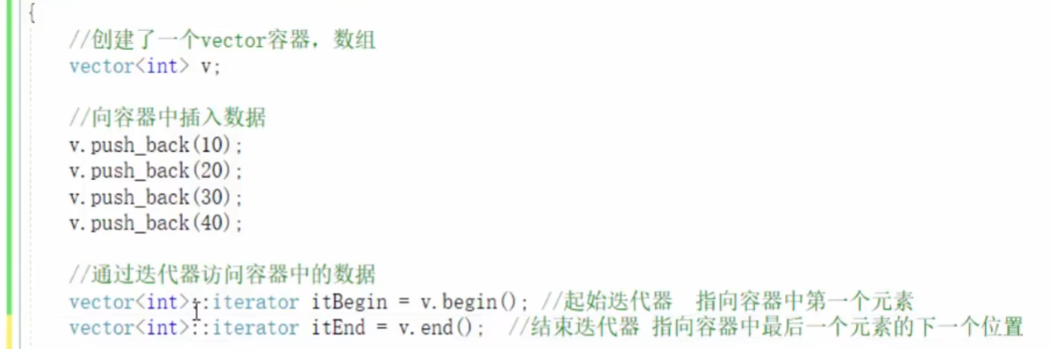 {
//创建了一个vector容器，数组
vector<int> v;
//向容器中插入数据
v.push_back(10);
v.push_back(20);
v.push_back(30);
v.push_back(40);
//通过迭代器访问容器中的数据
vector<int>::iterator itBegin = v.begin(); //起始迭代器 指向容器中第一个元素
vector<int>::iterator itEnd = v.end(); //结束迭代器 指向容器中最后一个元素的下一个位置